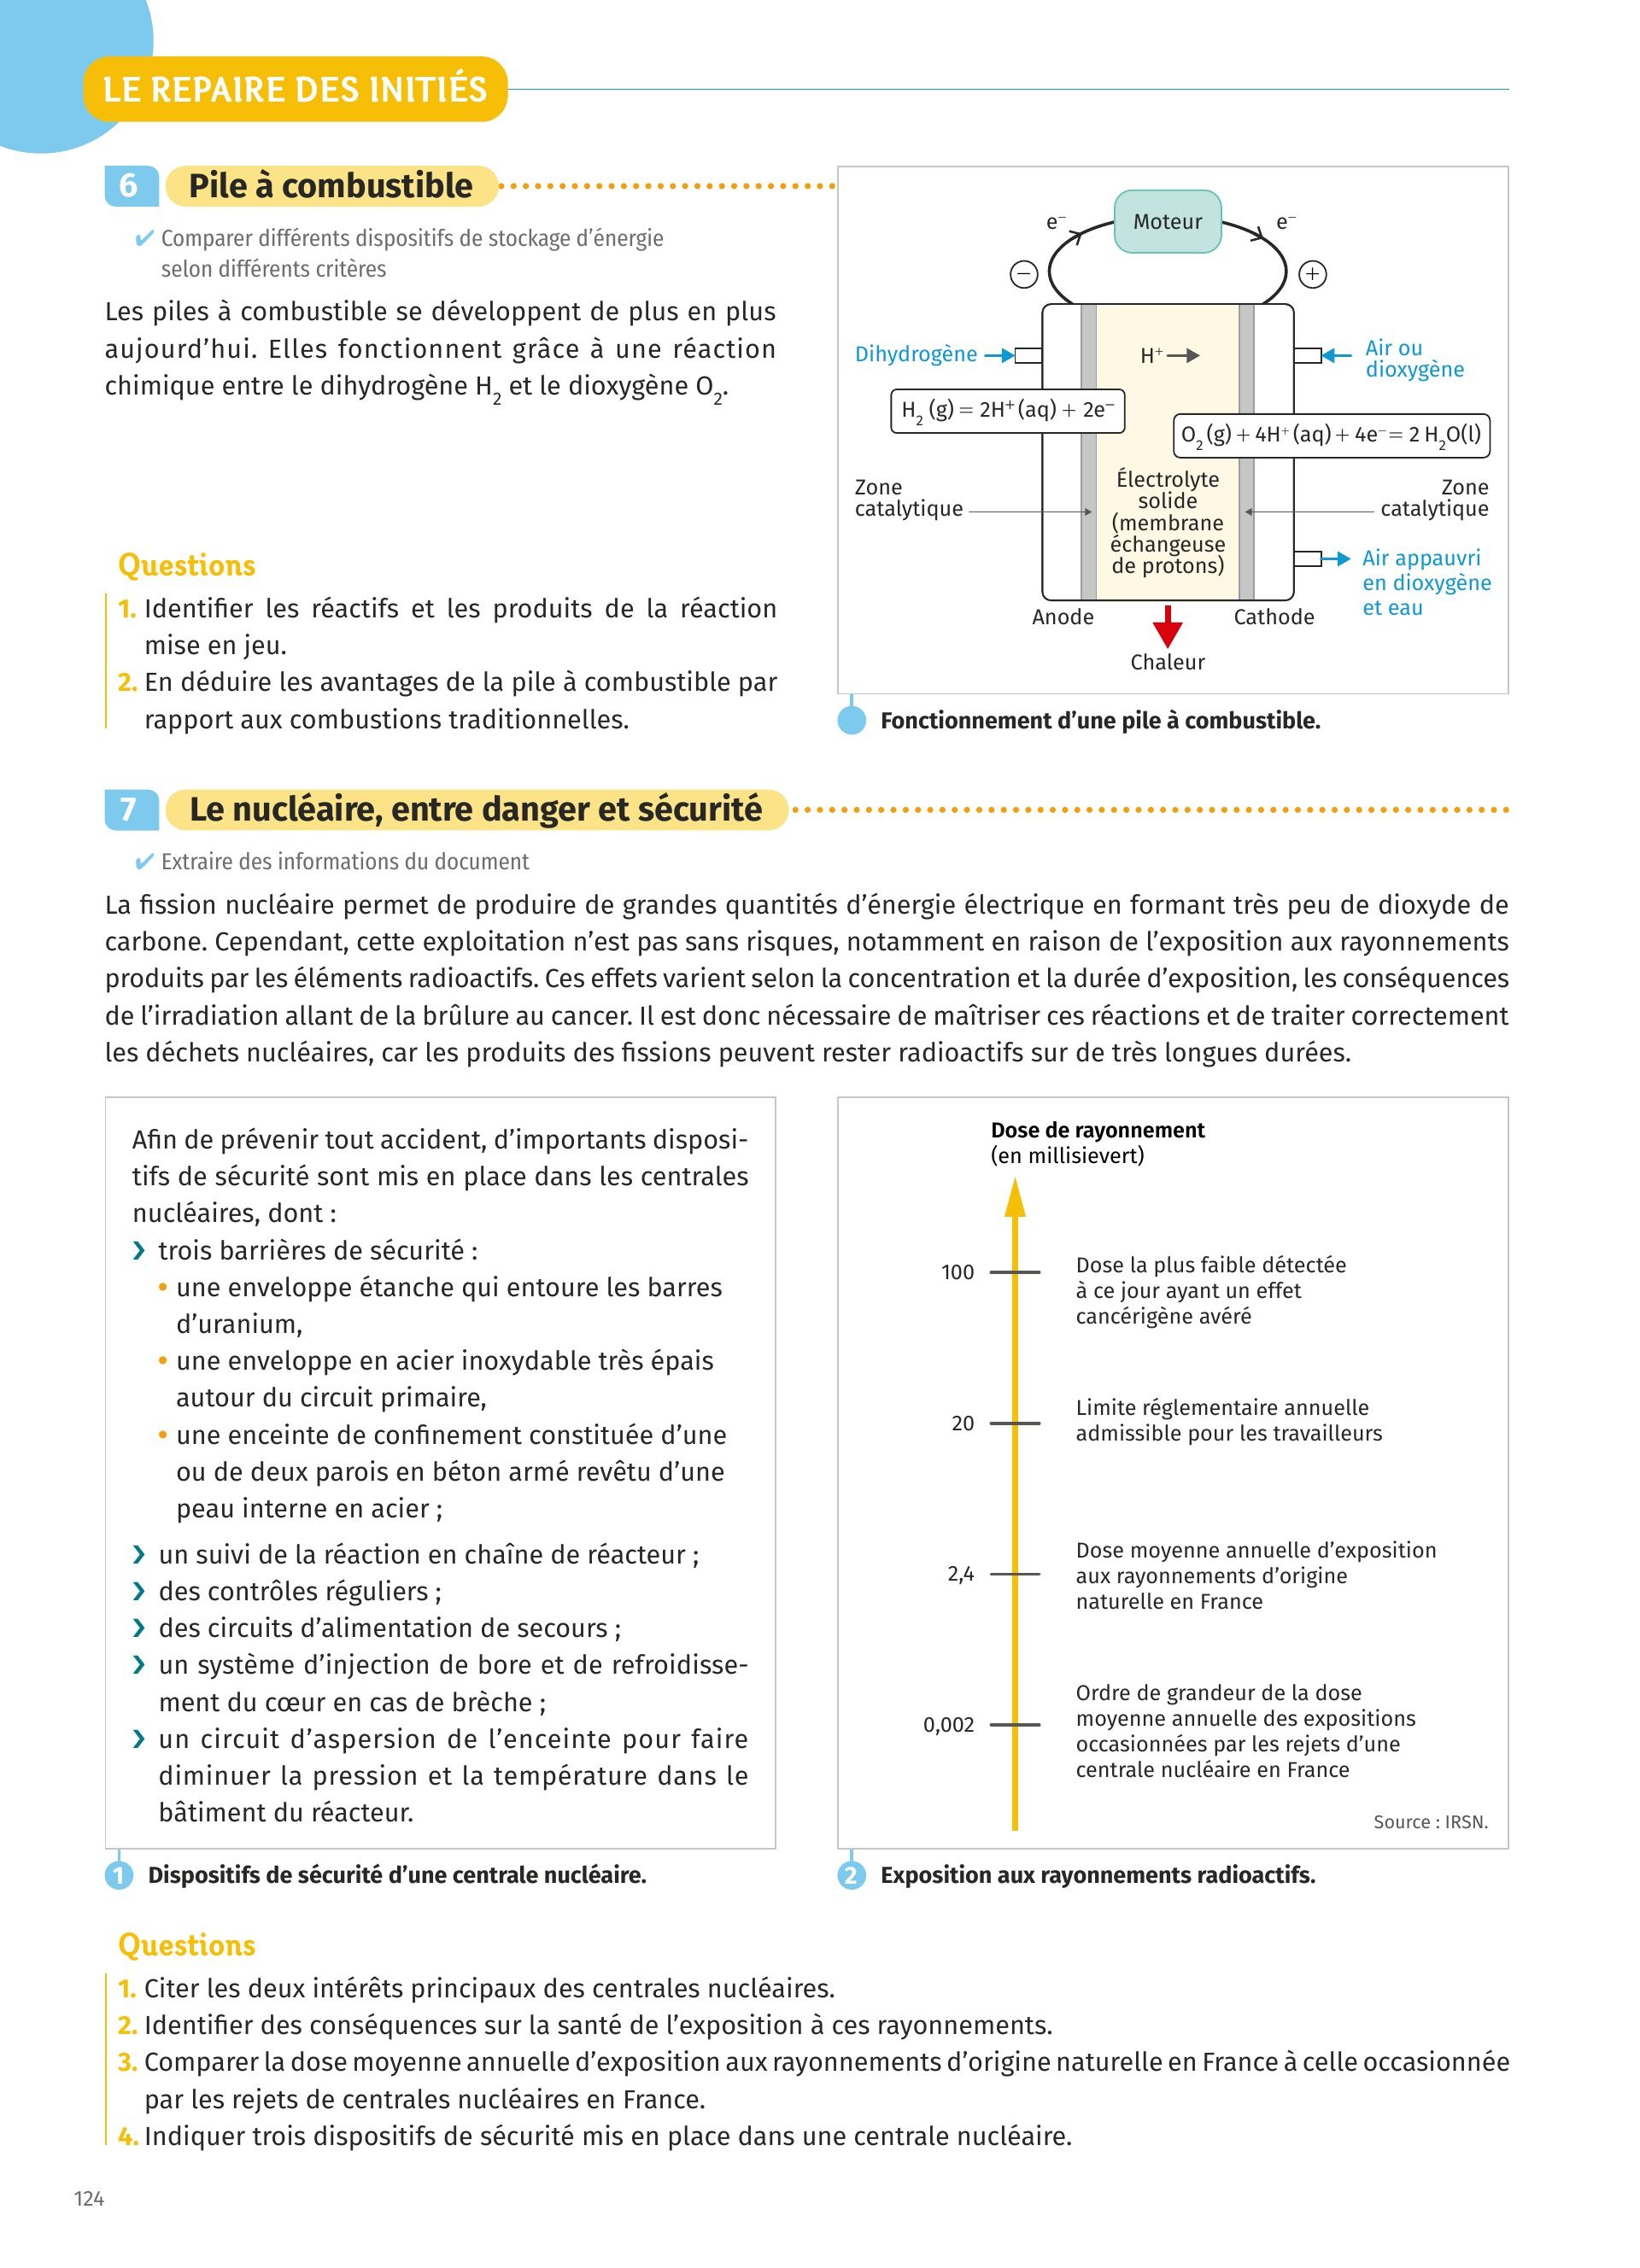 LE REPAIRE DES INITIÉS
6 Pile à combustible
✔ Comparer différents dispositifs de stockage d’énergie
selon différents critères
Les piles à combustible se développent de plus en plus
aujourd’hui. Elles fonctionnent grâce à une réaction
chimique entre le dihydrogène H₂ et le dioxygène O₂.
Questions
1. Identifier les réactifs et les produits de la réaction
mise en jeu.
2. En déduire les avantages de la pile à combustible par
rapport aux combustions traditionnelles.
Moteur
e⁻
e⁻
−
+
Dihydrogène
H⁺
Air ou
dioxygène
H₂ (g) = 2H⁺ (aq) + 2e⁻
O₂ (g) + 4H⁺ (aq) + 4e⁻ = 2 H₂O(l)
Zone
catalytique
Électrolyte
solide
(membrane
échangeuse
de protons)
Zone
catalytique
Air appauvri
en dioxygène
et eau
Anode
Cathode
Chaleur
Fonctionnement d’une pile à combustible.
7 Le nucléaire, entre danger et sécurité
✔ Extraire des informations du document
La fission nucléaire permet de produire de grandes quantités d’énergie électrique en formant très peu de dioxyde de
carbone. Cependant, cette exploitation n’est pas sans risques, notamment en raison de l’exposition aux rayonnements
produits par les éléments radioactifs. Ces effets varient selon la concentration et la durée d’exposition, les conséquences
de l’irradiation allant de la brûlure au cancer. Il est donc nécessaire de maîtriser ces réactions et de traiter correctement
les déchets nucléaires, car les produits des fissions peuvent rester radioactifs sur de très longues durées.
Afin de prévenir tout accident, d’importants disposi-
tifs de sécurité sont mis en place dans les centrales
nucléaires, dont :
› trois barrières de sécurité :
• une enveloppe étanche qui entoure les barres
d’uranium,
• une enveloppe en acier inoxydable très épais
autour du circuit primaire,
• une enceinte de confinement constituée d’une
ou de deux parois en béton armé revêtu d’une
peau interne en acier ;
› un suivi de la réaction en chaîne de réacteur ;
› des contrôles réguliers ;
› des circuits d’alimentation de secours ;
› un système d’injection de bore et de refroidisse-
ment du cœur en cas de brèche ;
› un circuit d’aspersion de l’enceinte pour faire
diminuer la pression et la température dans le
bâtiment du réacteur.
1 Dispositifs de sécurité d’une centrale nucléaire.
Dose de rayonnement
(en millisievert)
100
Dose la plus faible détectée
à ce jour ayant un effet
cancérigène avéré
20
Limite réglementaire annuelle
admissible pour les travailleurs
2,4
Dose moyenne annuelle d’exposition
aux rayonnements d’origine
naturelle en France
0,002
Ordre de grandeur de la dose
moyenne annuelle des expositions
occasionnées par les rejets d’une
centrale nucléaire en France
Source : IRSN.
2 Exposition aux rayonnements radioactifs.
Questions
1. Citer les deux intérêts principaux des centrales nucléaires.
2. Identifier des conséquences sur la santé de l’exposition à ces rayonnements.
3. Comparer la dose moyenne annuelle d’exposition aux rayonnements d’origine naturelle en France à celle occasionnée
par les rejets de centrales nucléaires en France.
4. Indiquer trois dispositifs de sécurité mis en place dans une centrale nucléaire.
124